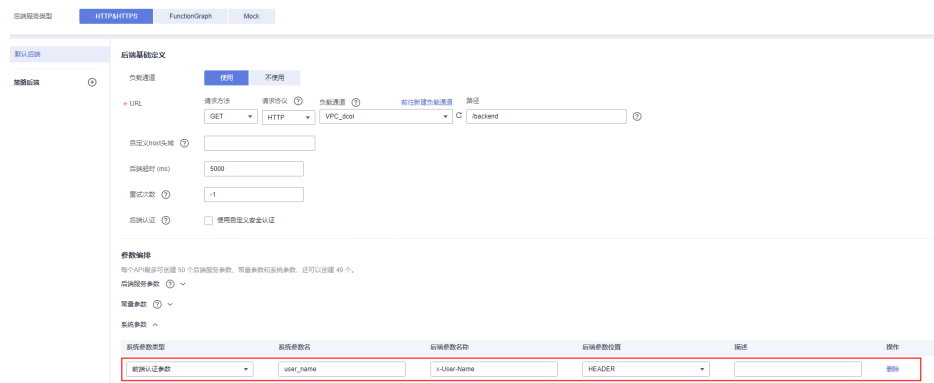 后端服务类型 HTTP&HTTPS FunctionGraph Mock
默认后端
策略后端
后端基础定义
负载通道 使用 不使用
* URL 请求方法 请求协议 ? 负载通道 ? 前往新建负载通道 路径
GET HTTP VPC_dcol /backend ?
自定义host头域 ?
后端超时 (ms) 5000
重试次数 ? -1
后端认证 ? 使用自定义安全认证
参数编排
每个API最多可创建 50 个后端服务参数、常量参数和系统参数，还可以创建 49 个。
后端服务参数 ?
常量参数 ?
系统参数
系统参数类型 系统参数名 后端参数名称 后端参数位置 描述 操作
前端认证参数 user_name x-User-Name HEADER 删除